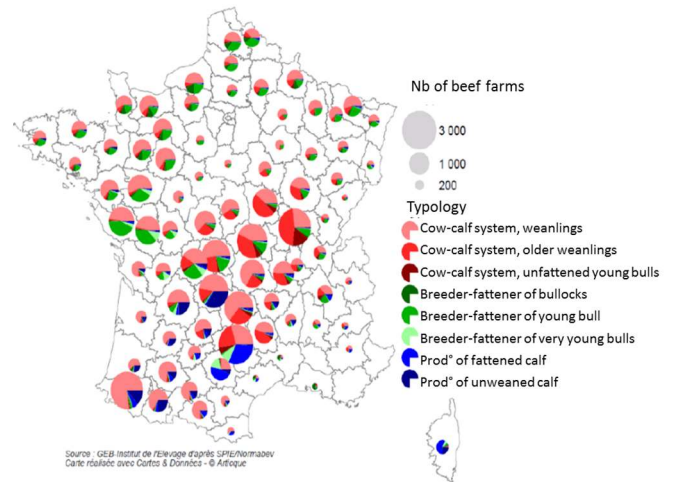 Nb of beef farms
3 000
1 000
200
Typology
Cow-calf system, weanlings
Cow-calf system, older weanlings
Cow-calf system, unfattened young bulls
Breeder-fattener of bullocks
Breeder-fattener of young bull
Breeder-fattener of very young bulls
Prod° of fattened calf
Prod° of unweaned calf
Source : GEB-Institut de l'Elevage d'après SPIE/Normabev
Carte réalisée avec Cartes & Données - © Artique